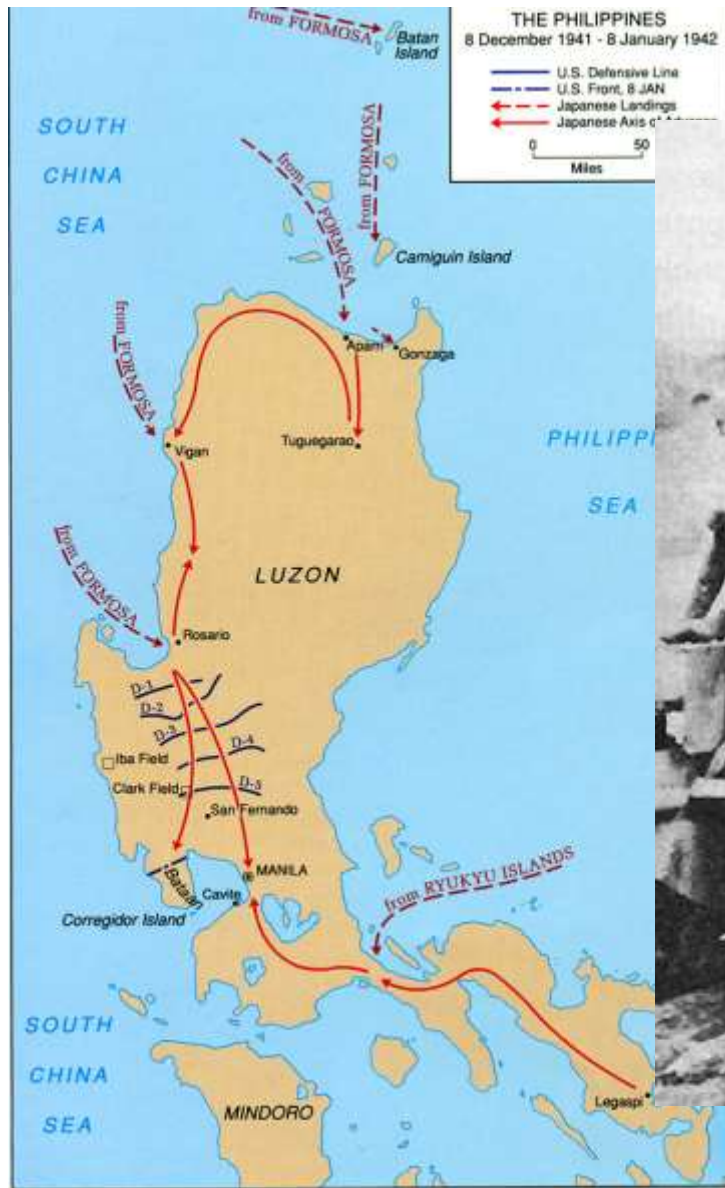 THE PHILIPPINES
8 December 1941 - 8 January 1942
U.S. Defensive Line
U.S. Front, 8 JAN
Japanese Landings
Japanese Axis of
0 50
Miles
from FORMOSA
Batan
Island
SOUTH
CHINA
SEA
from FORMOSA
from FORMOSA
Camiguin Island
from FORMOSA
Aparri
Gonzaga
Vigan
Tuguegarao
PHILIPPI
SEA
from FORMOSA
LUZON
Rosario
D-1
D-2
D-3
D-4
Iba Field
Clark Field
D-5
San Fernando
MANILA
Bataan
Cavite
from RYUKYU ISLANDS
Corregidor Island
SOUTH
CHINA
SEA
MINDORO
Legaspi